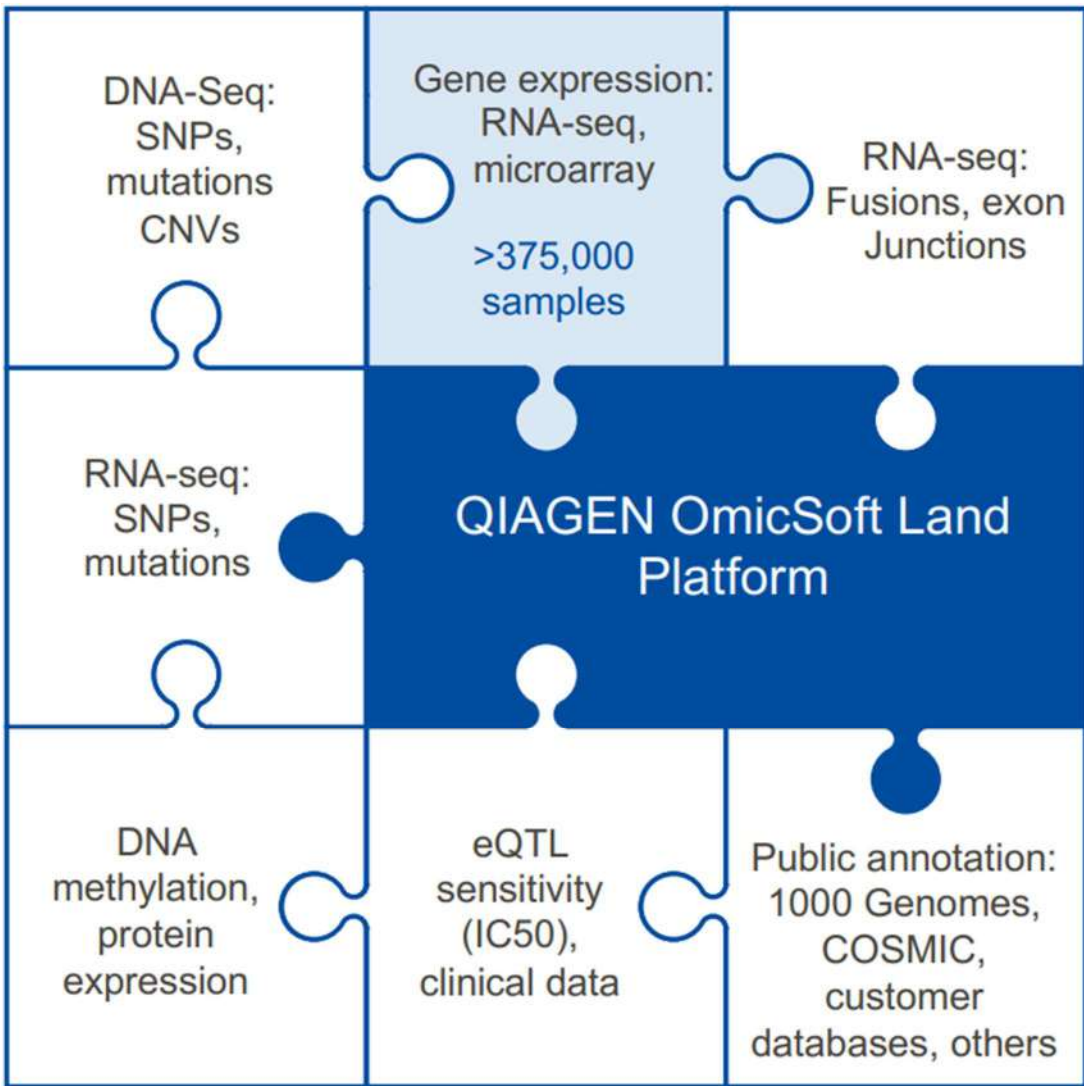 DNA-Seq:
SNPs,
mutations
CNVs
Gene expression:
RNA-seq,
microarray
>375,000
samples
RNA-seq:
Fusions, exon
Junctions
RNA-seq:
SNPs,
mutations
QIAGEN OmicSoft Land
Platform
DNA
methylation,
protein
expression
eQTL
sensitivity
(IC50),
clinical data
Public annotation:
1000 Genomes,
COSMIC,
customer
databases, others